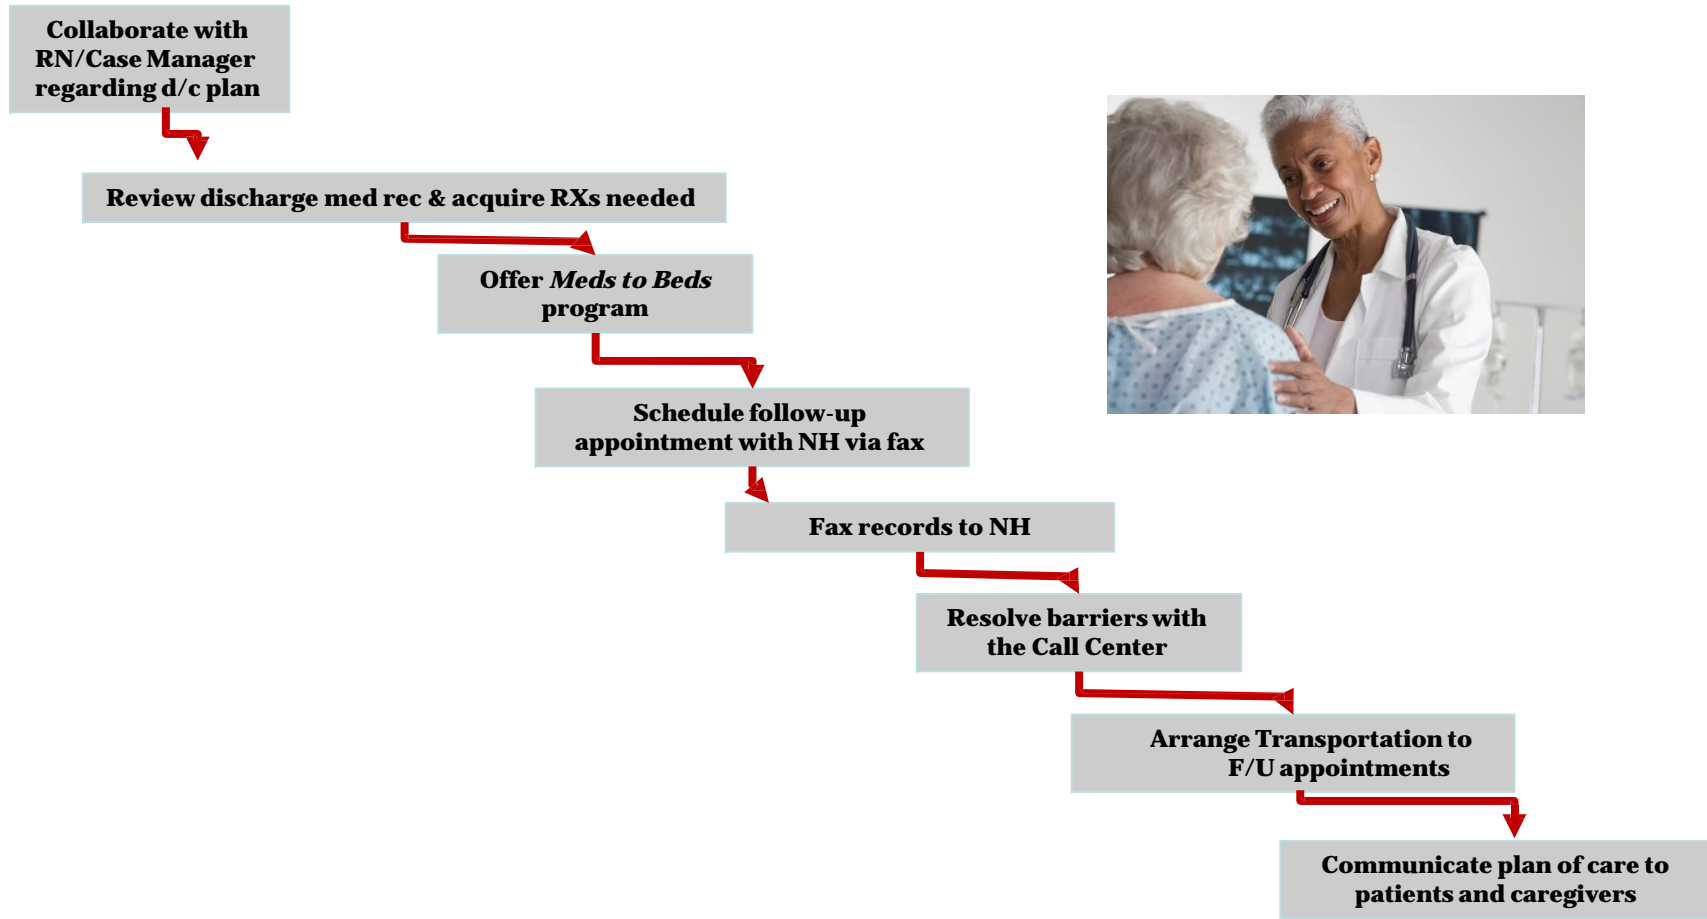 Collaborate with
RN/Case Manager
regarding d/c plan
Review discharge med rec & acquire RXs needed
Offer Meds to Beds
program
Schedule follow-up
appointment with NH via fax
Fax records to NH
Resolve barriers with
the Call Center
Arrange Transportation to
F/U appointments
Communicate plan of care to
patients and caregivers